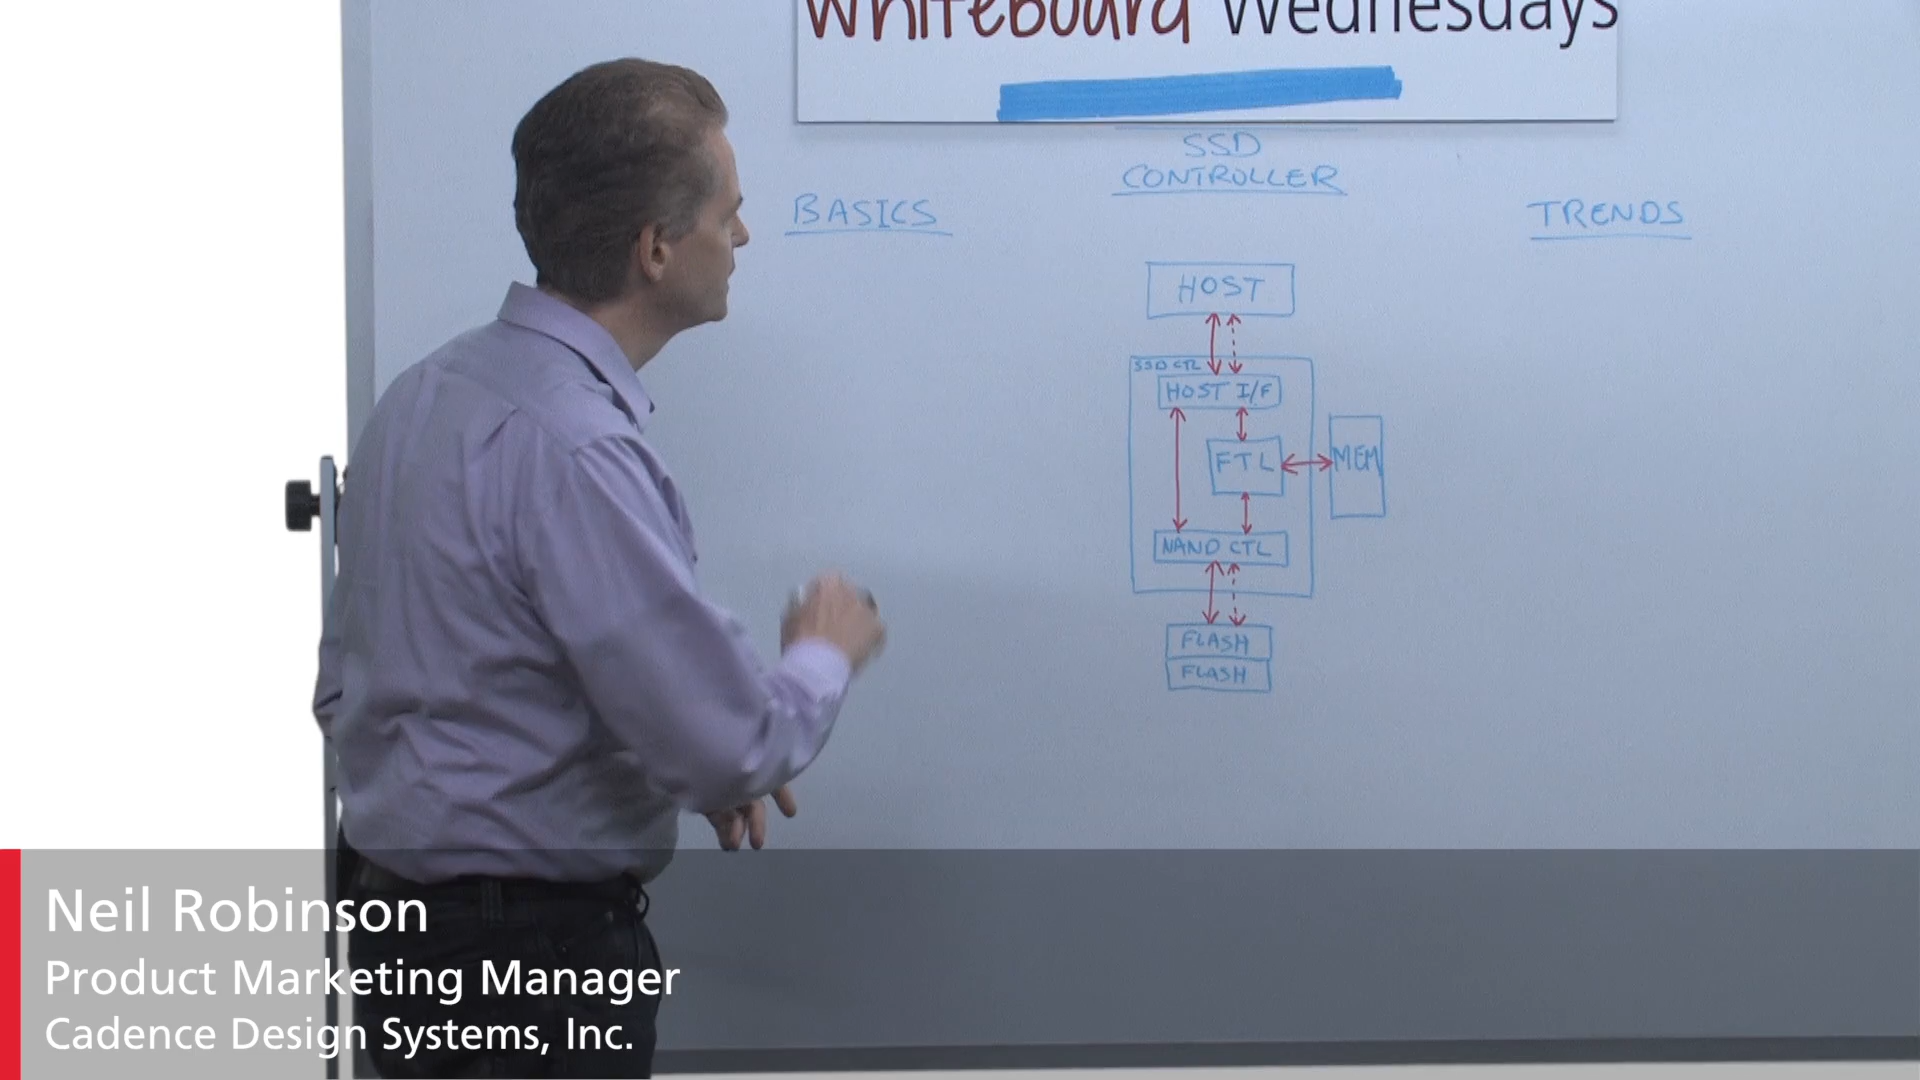 Whiteboard Wednesdays
SSD
CONTROLLER
BASICS
TRENDS
HOST
SSD CTL
HOST I/F
FTL
MEM
NAND CTL
FLASH
FLASH
Neil Robinson
Product Marketing Manager
Cadence Design Systems, Inc.